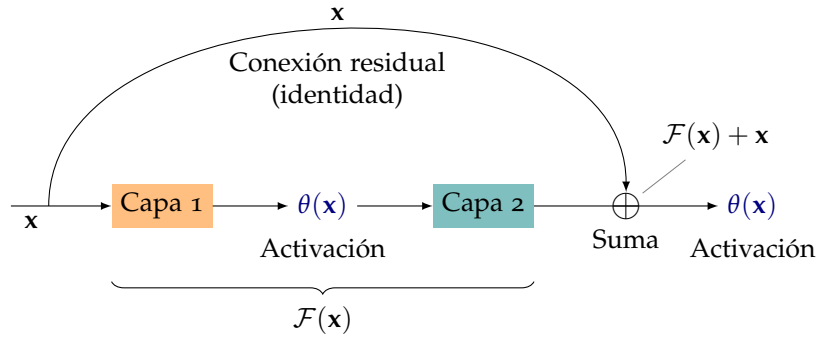 x
Conexión residual
(identidad)
F(x) + x
x
Capa 1
θ(x)
Capa 2
θ(x)
Activación
Suma
Activación
F(x)